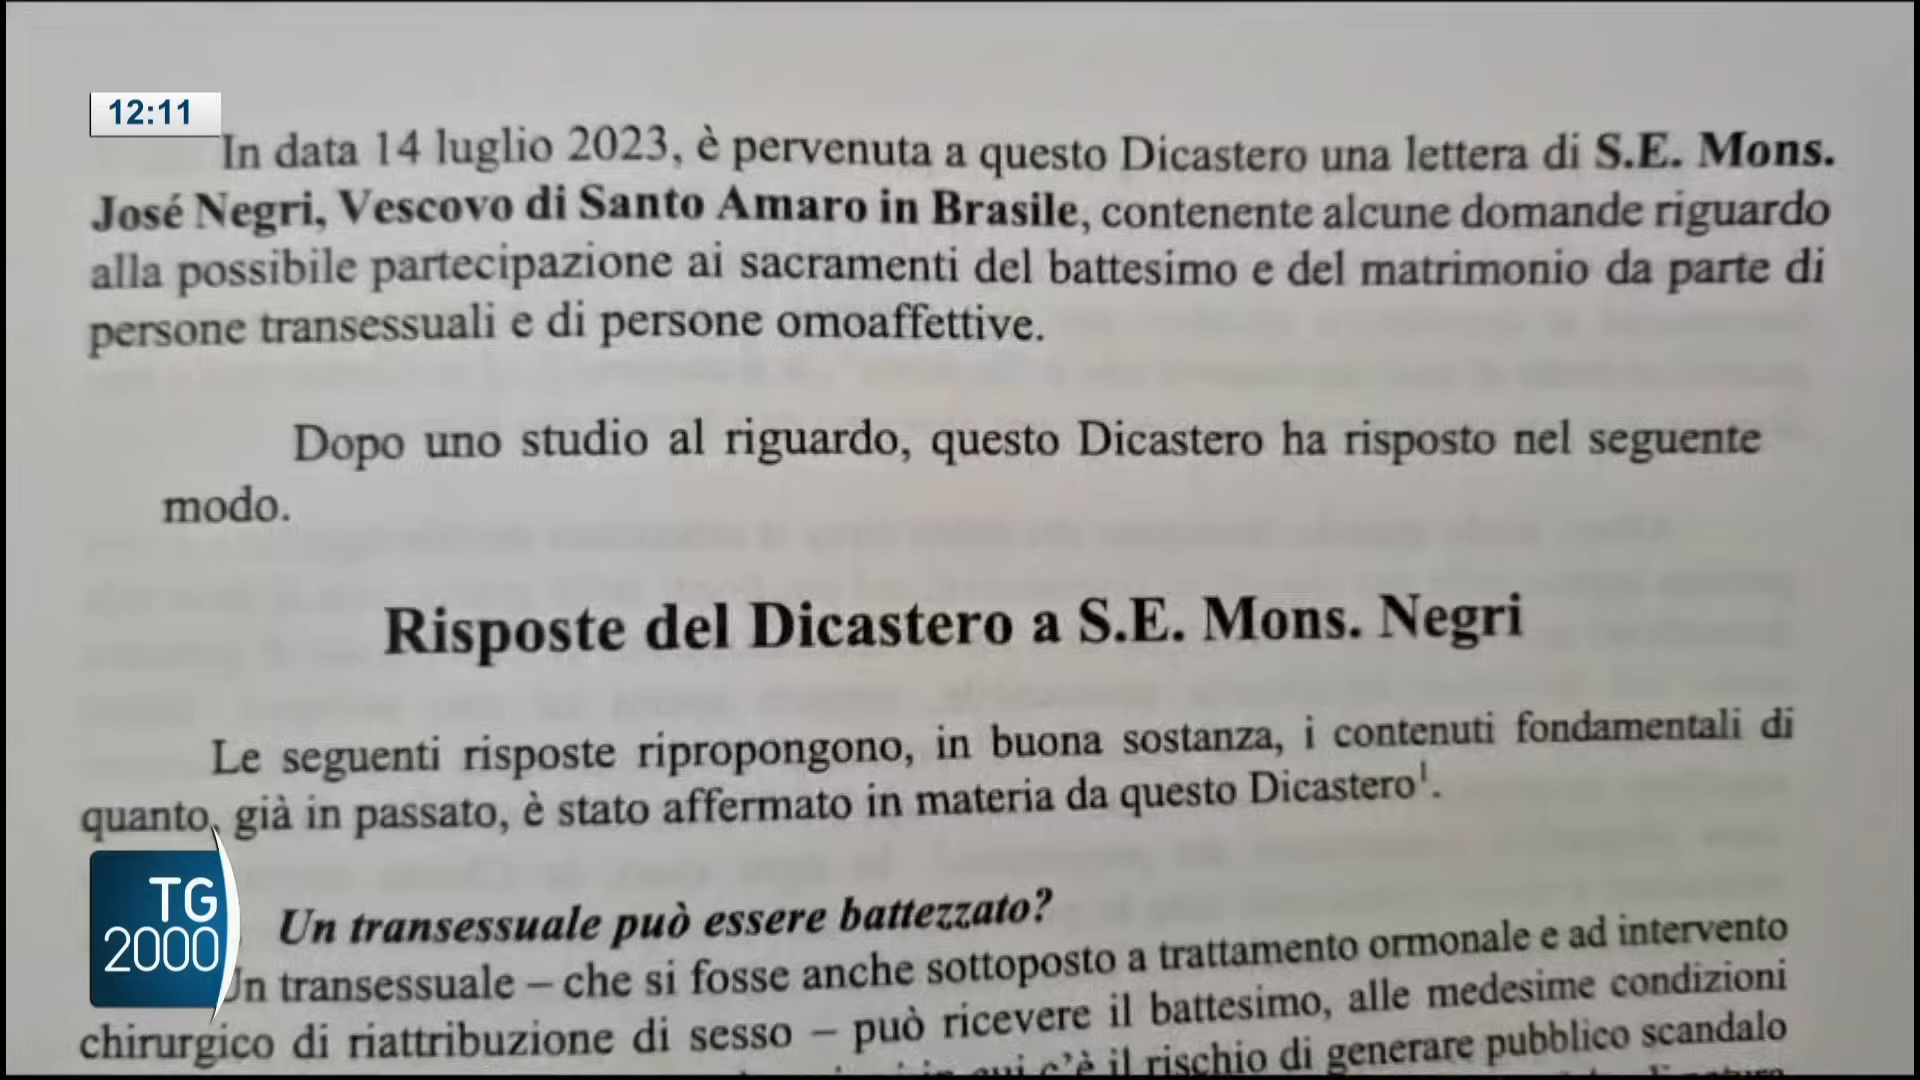 12:11
In data 14 luglio 2023, è pervenuta a questo Dicastero una lettera di S.E. Mons.
José Negri, Vescovo di Santo Amaro in Brasile, contenente alcune domande riguardo
alla possibile partecipazione ai sacramenti del battesimo e del matrimonio da parte di
persone transessuali e di persone omoaffettive.
Dopo uno studio al riguardo, questo Dicastero ha risposto nel seguente
modo.
Risposte del Dicastero a S.E. Mons. Negri
Le seguenti risposte ripropongono, in buona sostanza, i contenuti fondamentali di
quanto, già in passato, è stato affermato in materia da questo Dicastero¹.
Un transessuale può essere battezzato?
Un transessuale – che si fosse anche sottoposto a trattamento ormonale e ad intervento
chirurgico di riattribuzione di sesso – può ricevere il battesimo, alle medesime condizioni
in cui c'è il rischio di generare pubblico scandalo
TG
2000